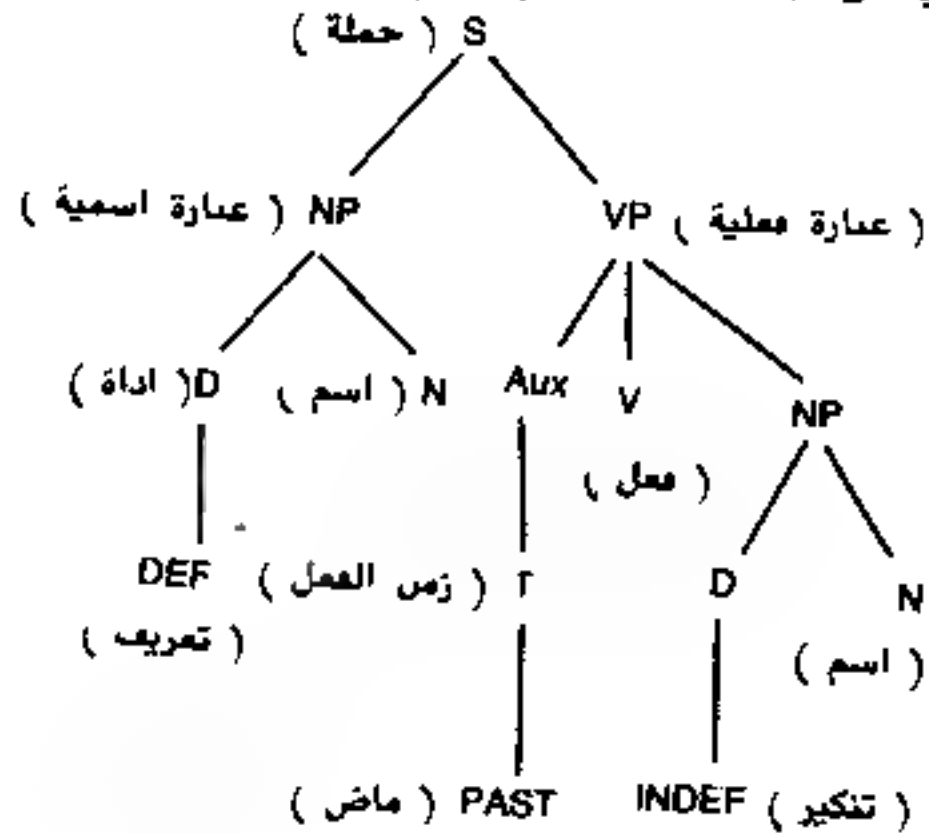 ( جملة ) S
( عبارة اسمية ) NP VP ( عبارة فعلية )
( اداة ) D ( اسم ) N Aux V NP
( فعل )
DEF ( زمن الفعل ) T D N
( تعريف ) ( اسم )
( ماض ) PAST INDEF ( تنكير )